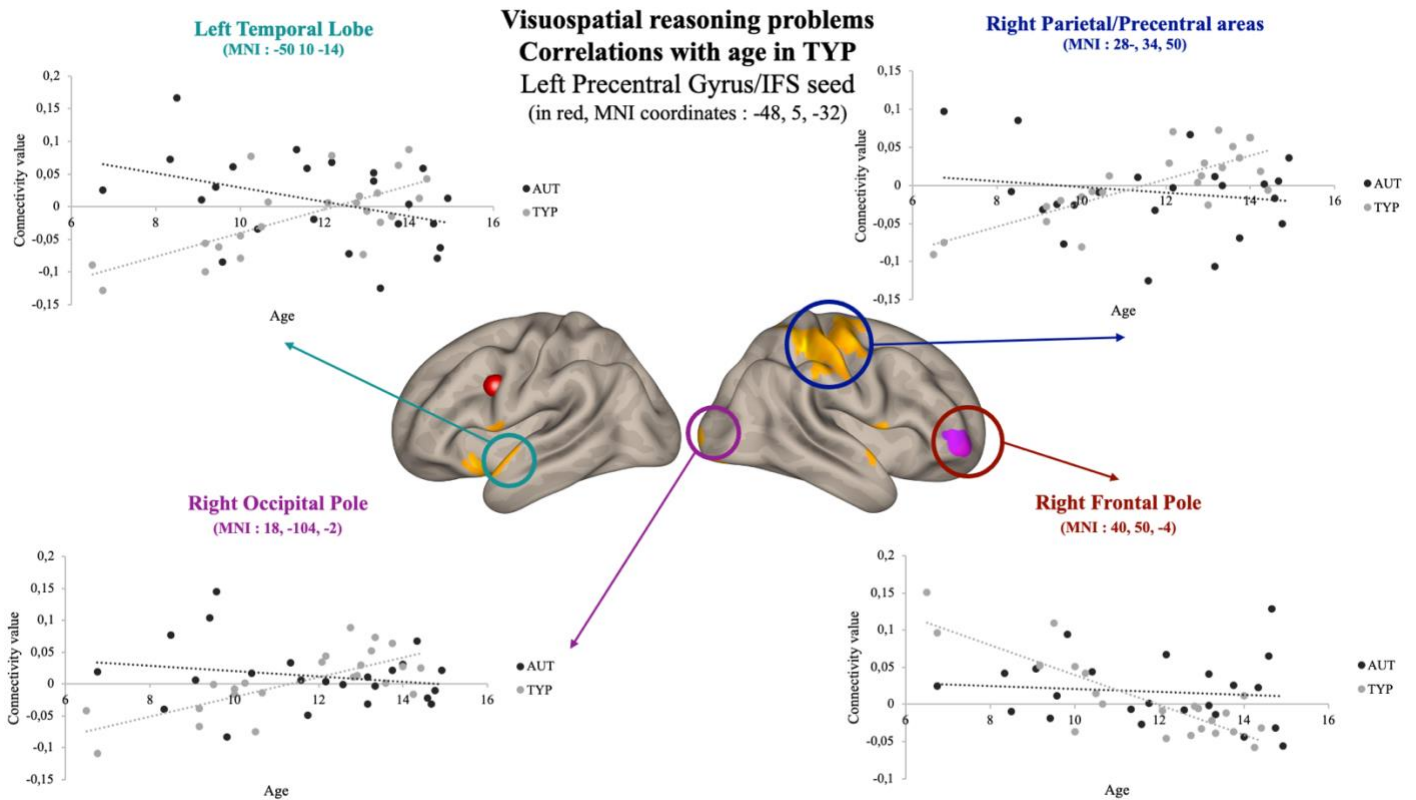 Visuospatial reasoning problems
Correlations with age in TYP
Left Precentral Gyrus/IFS seed
(in red, MNI coordinates : -48, 5, -32)
Left Temporal Lobe
(MNI : -50 10 -14)
0,2
0,15
0,1
0,05
0
-0,05
-0,1
-0,15
6
8
10
12
14
16
Connectivity value
Age
AUT
TYP
Right Parietal/Precentral areas
(MNI : 28-, 34, 50)
0,15
0,1
0,05
0
-0,05
-0,1
-0,15
6
8
10
12
14
16
Connectivity value
Age
AUT
TYP
Right Occipital Pole
(MNI : 18, -104, -2)
0,2
0,15
0,1
0,05
0
-0,05
-0,1
-0,15
6
8
10
12
14
16
Connectivity value
Age
AUT
TYP
Right Frontal Pole
(MNI : 40, 50, -4)
0,2
0,15
0,1
0,05
0
-0,05
-0,1
6
8
10
12
14
16
Connectivity value
Age
AUT
TYP